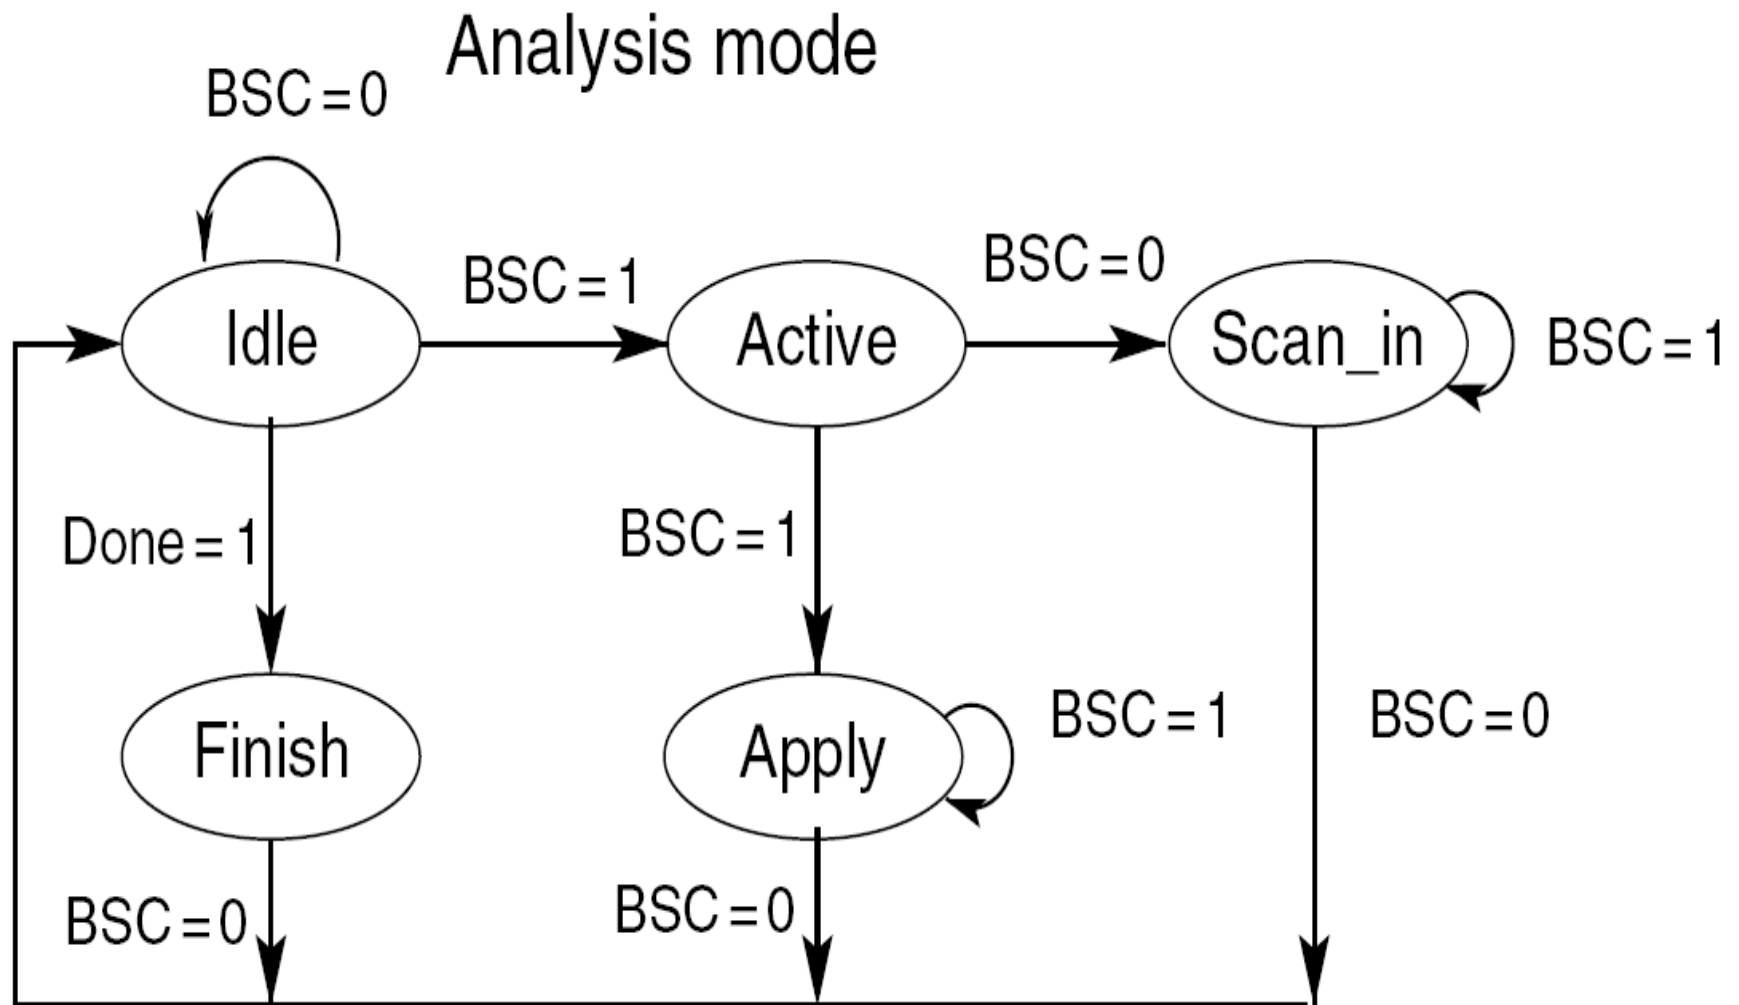 Analysis mode
BSC=0
BSC=1
BSC=0
Idle
Active
Scan_in
BSC=1
Done=1
BSC=1
Finish
Apply
BSC=1
BSC=0
BSC=0
BSC=0